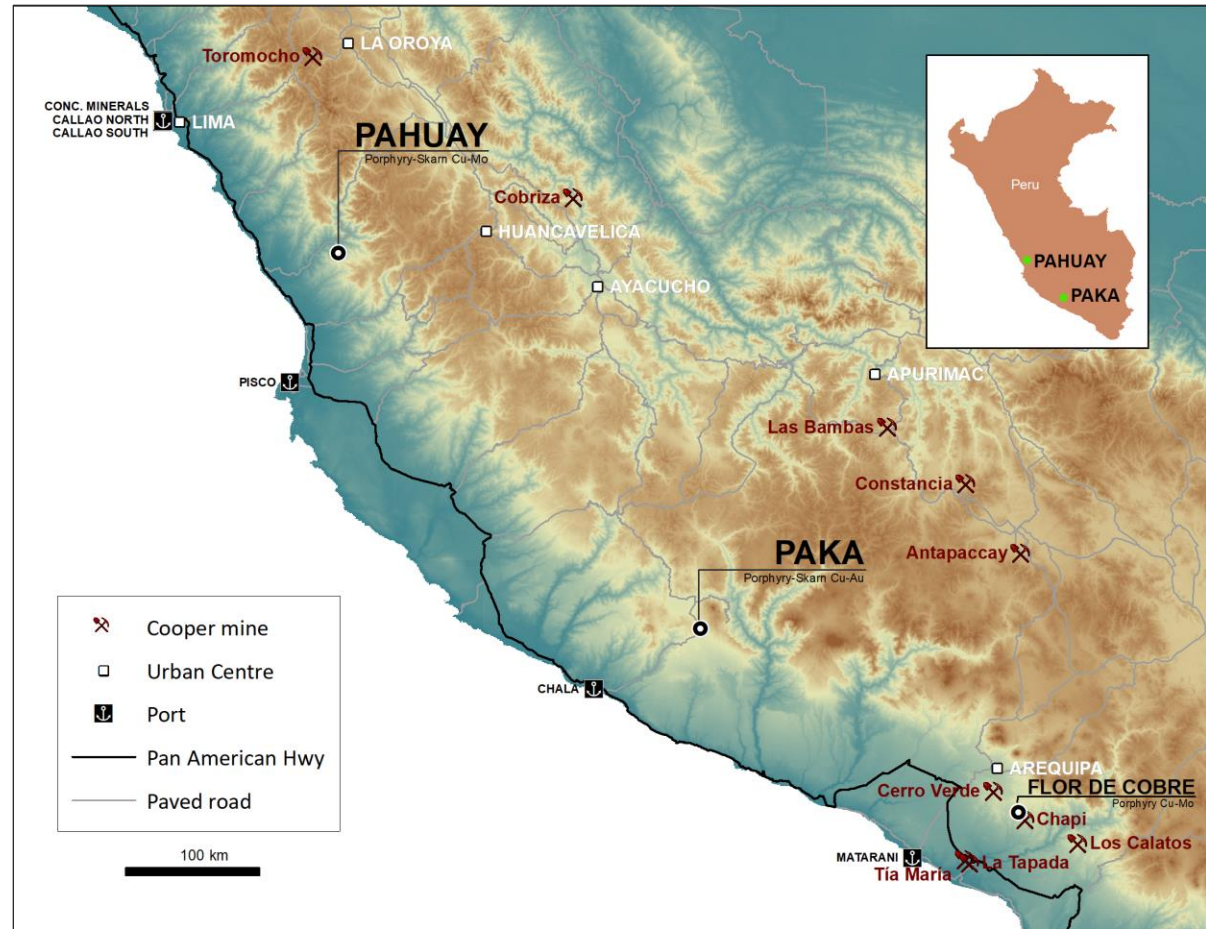 LA OROYA
Toromocho
CONC. MINERALS
CALLAO NORTH
CALLAO SOUTH
LIMA
PAHUAY
Porphyry-Skarn Cu-Mo
Cobriza
HUANCAVELICA
AYACUCHO
Peru
PAHUAY
PAKA
PISCO
APURIMAC
Las Bambas
Constancia
Antapaccay
PAKA
Porphyry-Skarn Cu-Au
CHALA
AREQUIPA
Cerro Verde
FLOR DE COBRE
Porphyry Cu-Mo
Chapi
Los Calatos
MATARANI
La Tapada
Tía María
Cooper mine
Urban Centre
Port
Pan American Hwy
Paved road
100 km